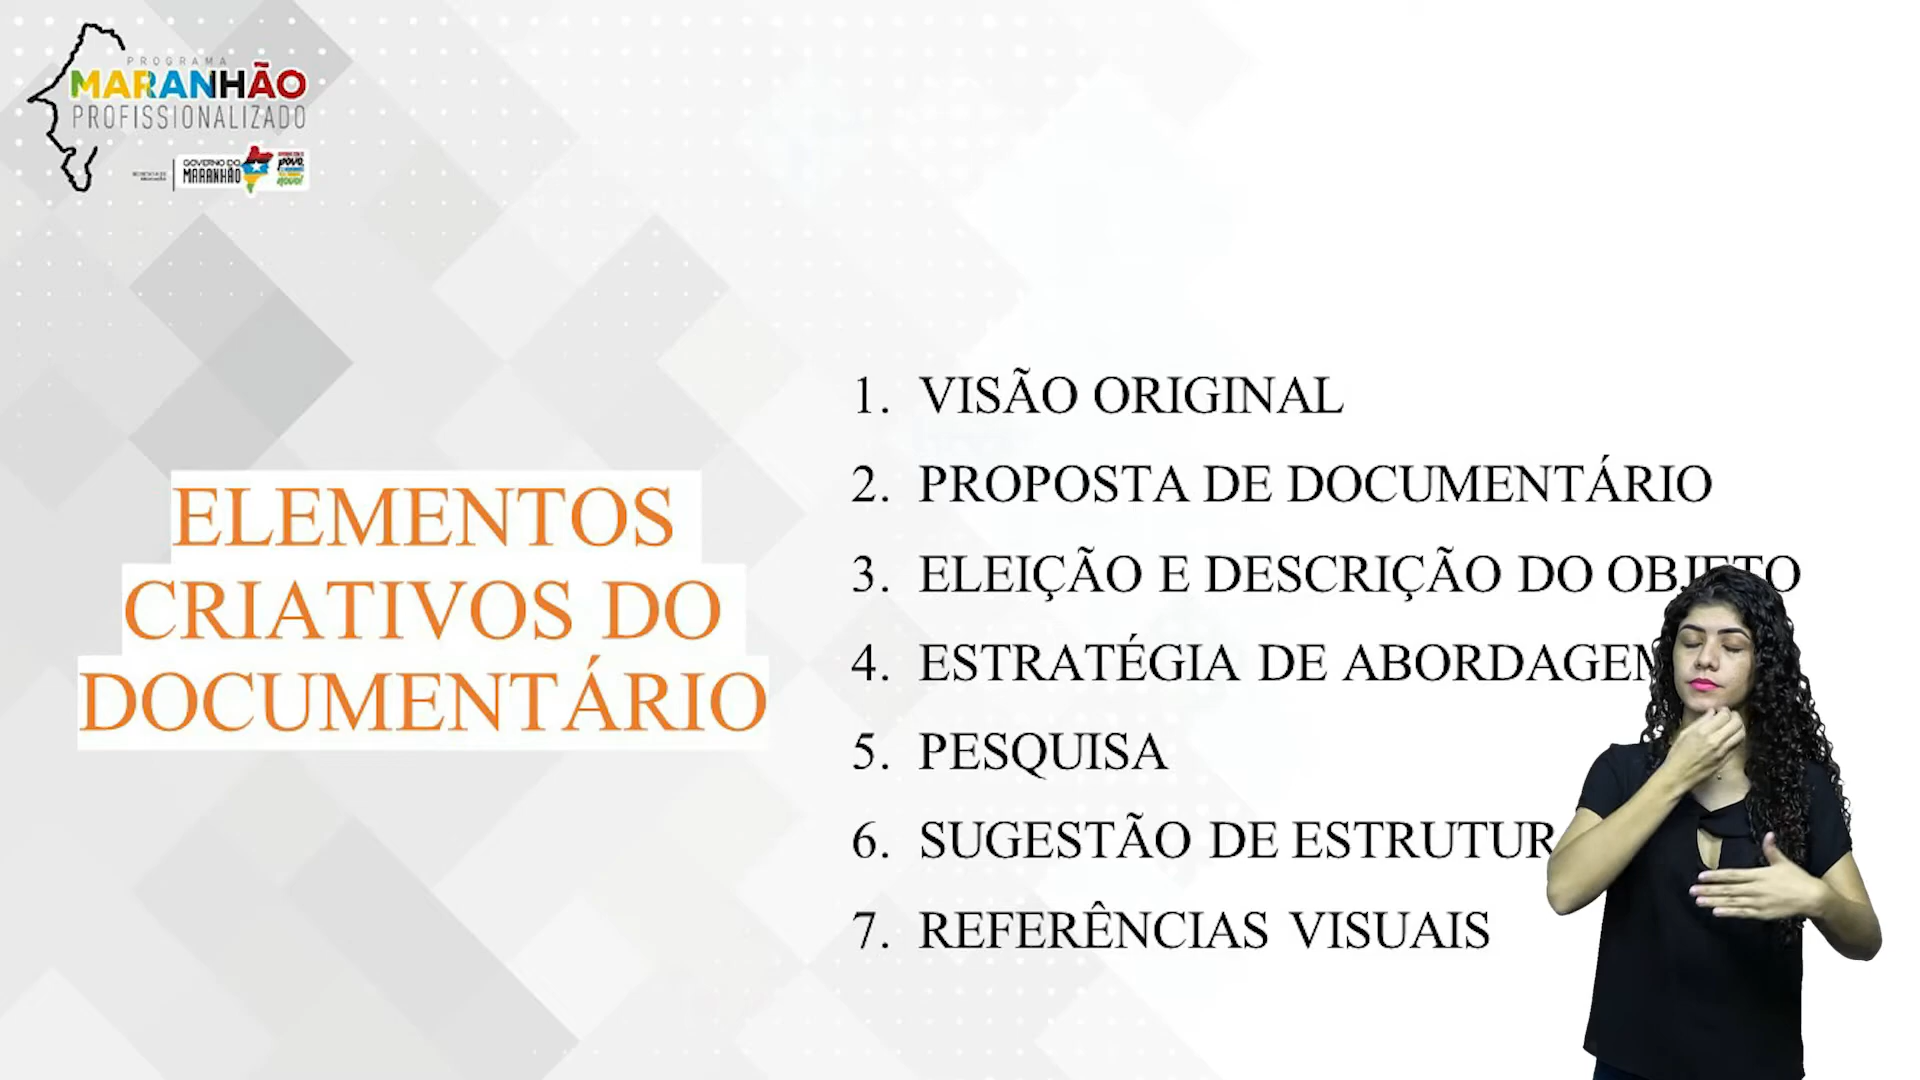 PROGRAMA
MARANHÃO
PROFISSIONALIZADO
GOVERNO DO
MARANHÃO
ELEMENTOS
CRIATIVOS DO
DOCUMENTÁRIO
1. VISÃO ORIGINAL
2. PROPOSTA DE DOCUMENTÁRIO
3. ELEIÇÃO E DESCRIÇÃO DO OBJETO
4. ESTRATÉGIA DE ABORDAGEM
5. PESQUISA
6. SUGESTÃO DE ESTRUTUR
7. REFERÊNCIAS VISUAIS